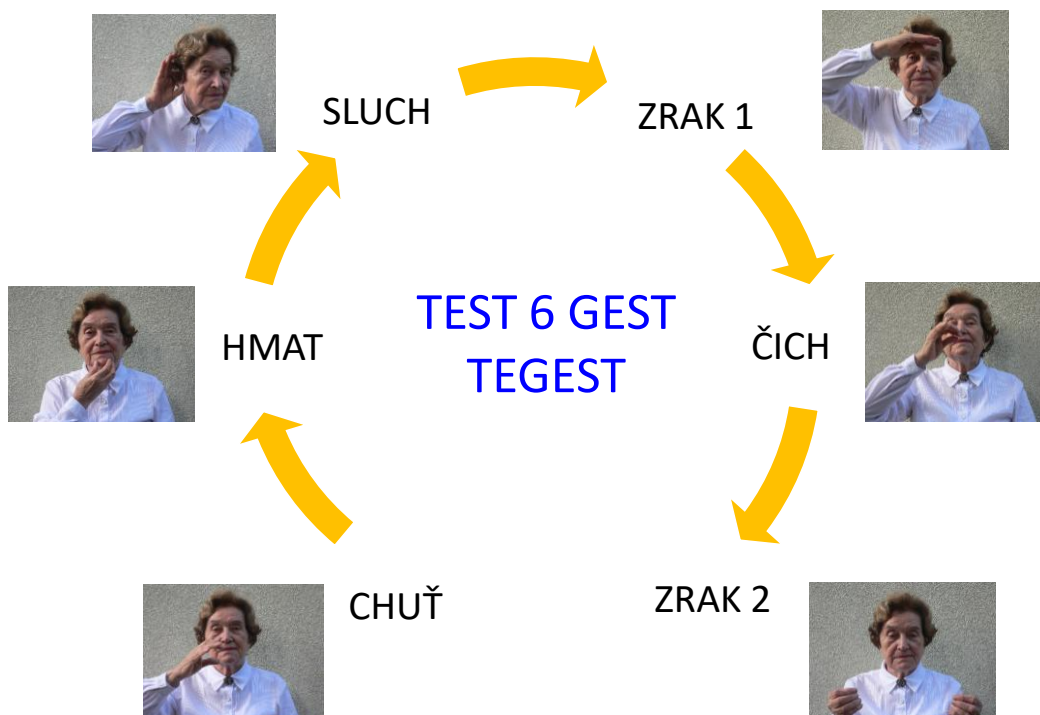 SLUCH
ZRAK 1
TEST 6 GEST
TEGEST
HMAT
ČICH
CHUŤ
ZRAK 2